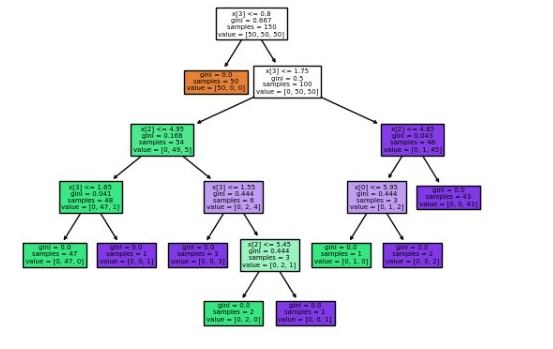 x[3] <= 0.8
gini = 0.667
samples = 150
value = [50, 50, 50]
gini = 0.0
samples = 50
value = [50, 0, 0]
x[3] <= 1.75
gini = 0.5
samples = 100
value = [0, 50, 50]
x[2] <= 4.95
gini = 0.168
samples = 54
value = [0, 49, 5]
x[2] <= 4.85
gini = 0.043
samples = 46
value = [0, 1, 45]
x[3] <= 1.65
gini = 0.041
samples = 48
value = [0, 47, 1]
x[3] <= 1.55
gini = 0.444
samples = 6
value = [0, 2, 4]
x[0] <= 5.95
gini = 0.444
samples = 3
value = [0, 1, 2]
gini = 0.0
samples = 43
value = [0, 0, 43]
gini = 0.0
samples = 47
value = [0, 47, 0]
gini = 0.0
samples = 1
value = [0, 0, 1]
gini = 0.0
samples = 3
value = [0, 0, 3]
x[2] <= 5.45
gini = 0.444
samples = 3
value = [0, 2, 1]
gini = 0.0
samples = 1
value = [0, 1, 0]
gini = 0.0
samples = 2
value = [0, 0, 2]
gini = 0.0
samples = 2
value = [0, 2, 0]
gini = 0.0
samples = 1
value = [0, 0, 1]